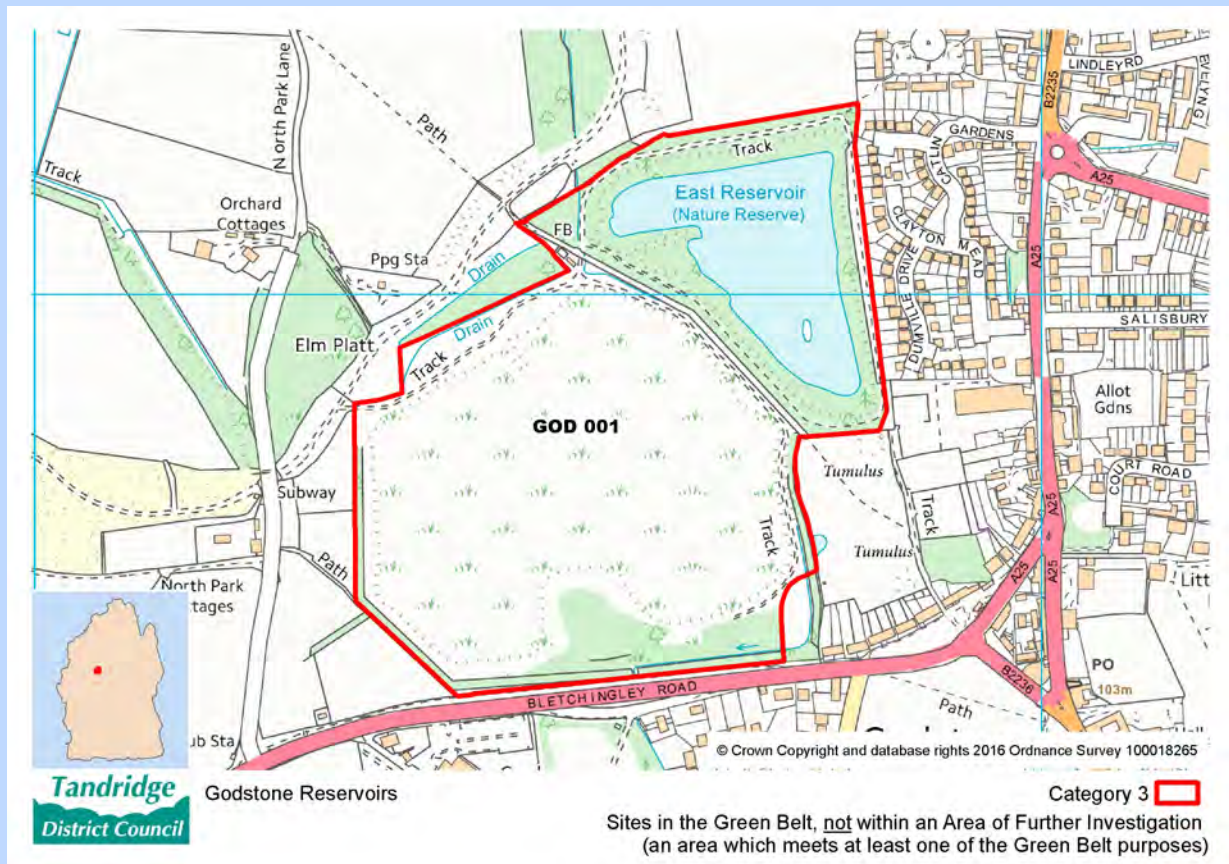 LINDLEY RD
EVELYN G
B2235
North Park Lane
Path
GARDENS
Track
Track
CATLIN
A25
East Reservoir
(Nature Reserve)
Orchard
Cottages
CLAYTON MEAD
FB
A25
Ppg Sta
Drain
DUMVILLE DRIVE
SALISBURY
Drain
Elm Platt
Track
Allot
Gdns
GOD 001
COURT ROAD
Tumulus
Subway
Track
A25
Track
Tumulus
Path
A25
North Park
ttages
Litt
B2236
PO
BLETCHINGLEY ROAD
103m
Path
ub Sta
© Crown Copyright and database rights 2016 Ordnance Survey 100018265
Tandridge
District Council
Godstone Reservoirs
Category 3
Sites in the Green Belt, not within an Area of Further Investigation
(an area which meets at least one of the Green Belt purposes)